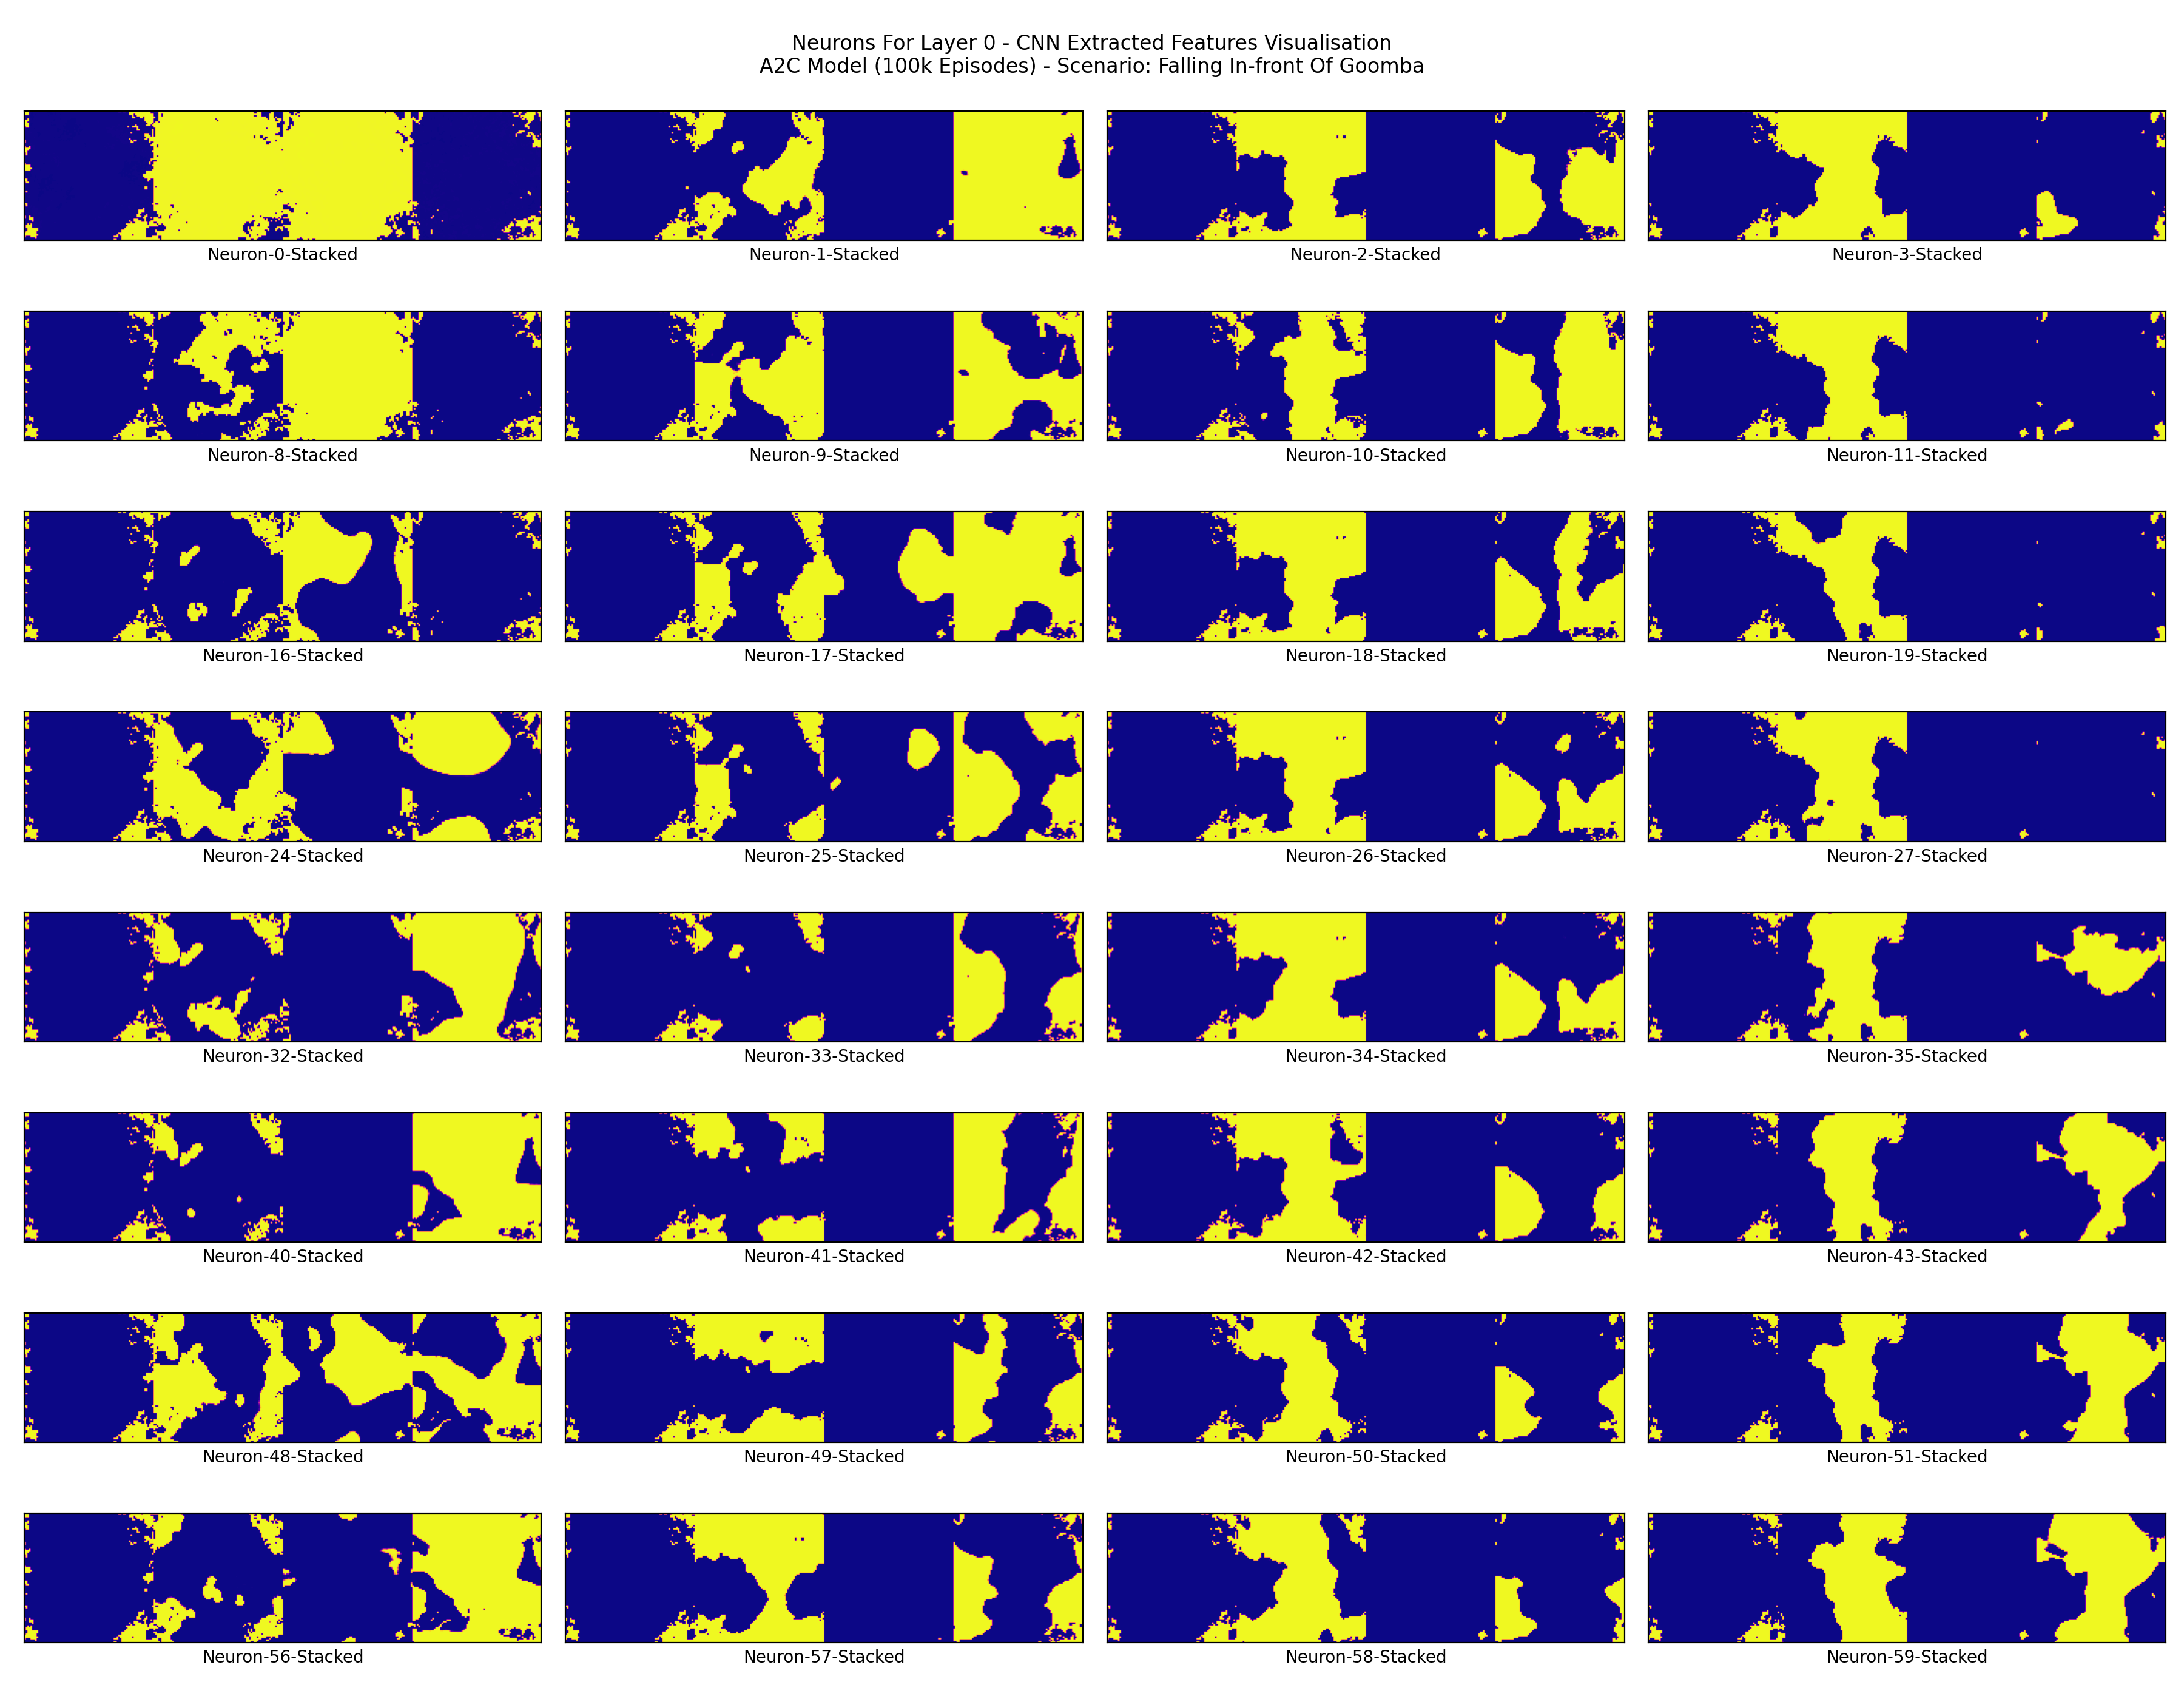 Neurons For Layer 0 - CNN Extracted Features Visualisation
A2C Model (100k Episodes) - Scenario: Falling In-front Of Goomba
Neuron-0-Stacked
Neuron-1-Stacked
Neuron-2-Stacked
Neuron-3-Stacked
Neuron-8-Stacked
Neuron-9-Stacked
Neuron-10-Stacked
Neuron-11-Stacked
Neuron-16-Stacked
Neuron-17-Stacked
Neuron-18-Stacked
Neuron-19-Stacked
Neuron-24-Stacked
Neuron-25-Stacked
Neuron-26-Stacked
Neuron-27-Stacked
Neuron-32-Stacked
Neuron-33-Stacked
Neuron-34-Stacked
Neuron-35-Stacked
Neuron-40-Stacked
Neuron-41-Stacked
Neuron-42-Stacked
Neuron-43-Stacked
Neuron-48-Stacked
Neuron-49-Stacked
Neuron-50-Stacked
Neuron-51-Stacked
Neuron-56-Stacked
Neuron-57-Stacked
Neuron-58-Stacked
Neuron-59-Stacked